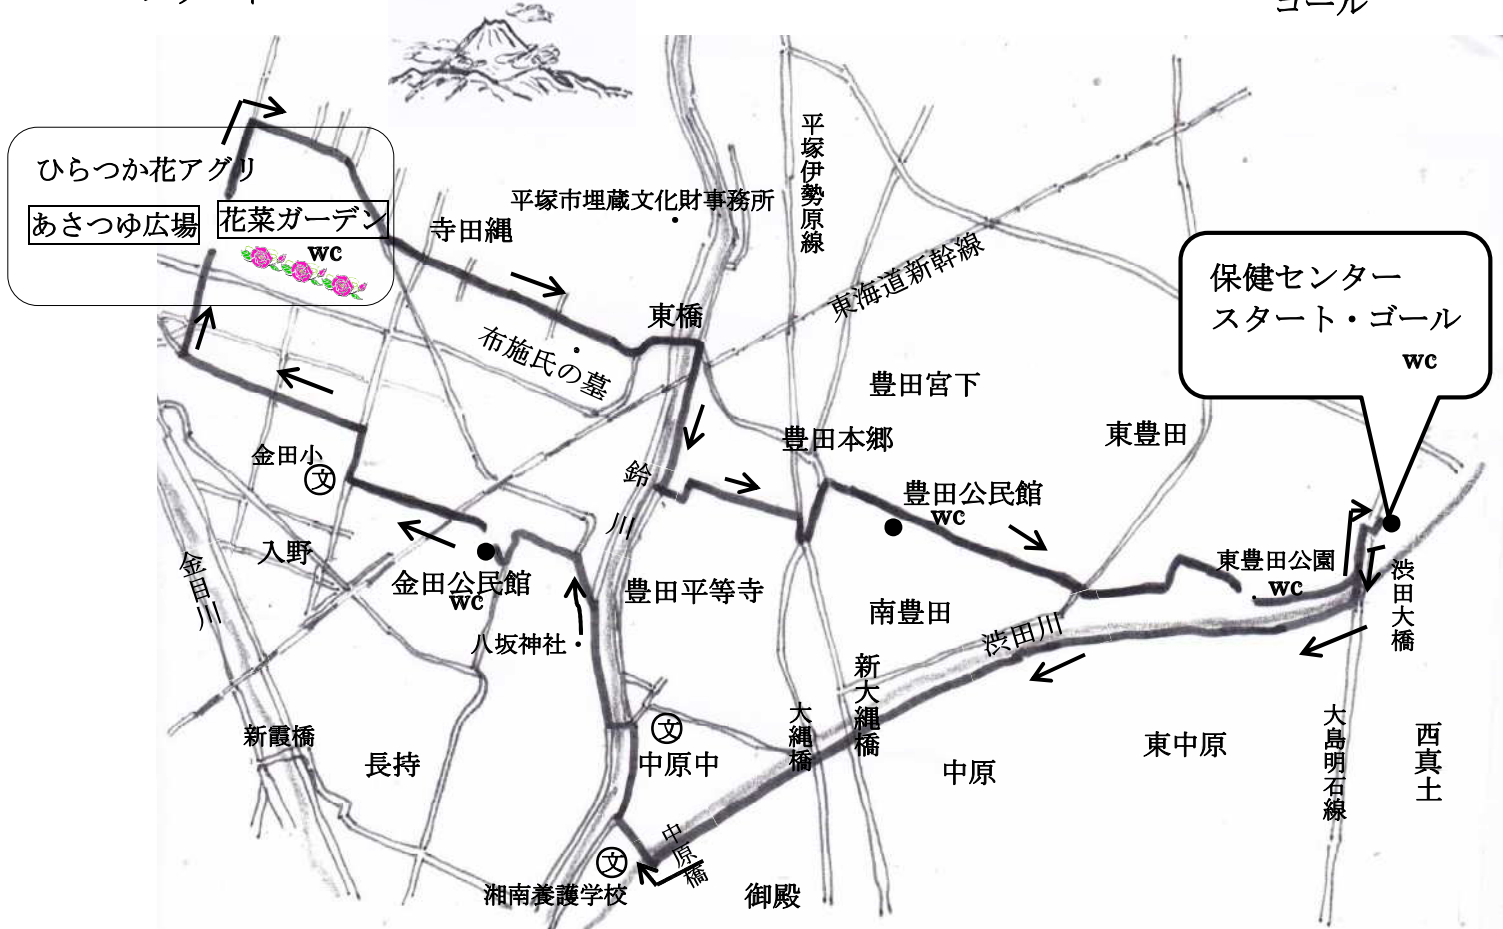 ゴール
平塚伊勢原線
ひらつか花アグリ
あさつゆ広場
花菜ガーデン
wc
平塚市埋蔵文化財事務所
寺田縄
東海道新幹線
保健センター
スタート・ゴール
wc
東橋
布施氏の墓
豊田宮下
東豊田
豊田本郷
金田小
文
鈴川
豊田公民館
wc
入野
金目川
金田公民館
wc
豊田平等寺
東豊田公園
wc
渋田大橋
南豊田
渋田川
八坂神社
新大縄橋
大縄橋
文
中原中
新霞橋
長持
中原
東中原
大島明石線
西真土
中原橋
文
湘南養護学校
御殿